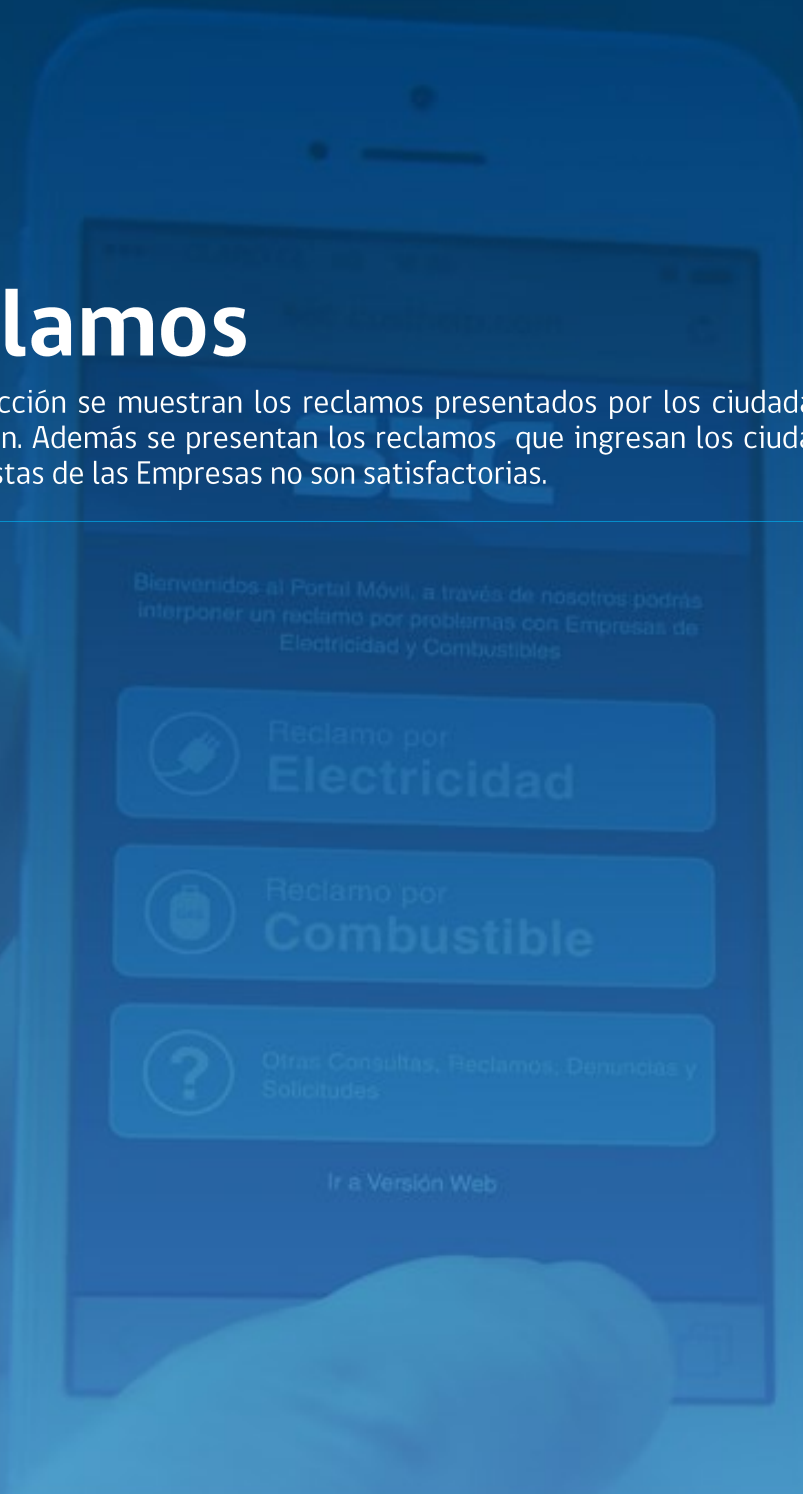 lamos
cción se muestran los reclamos presentados por los ciudada
n. Además se presentan los reclamos que ingresan los ciuda
stas de las Empresas no son satisfactorias.
SEC
Bienvenidos al Portal Móvil, a través de nosotros podrás
interponer un reclamo por problemas con Empresas de
Electricidad y Combustibles
Reclamo por
Electricidad
Reclamo por
Combustible
?
Otras Consultas, Reclamos, Denuncias y
Solicitudes
Ir a Versión Web